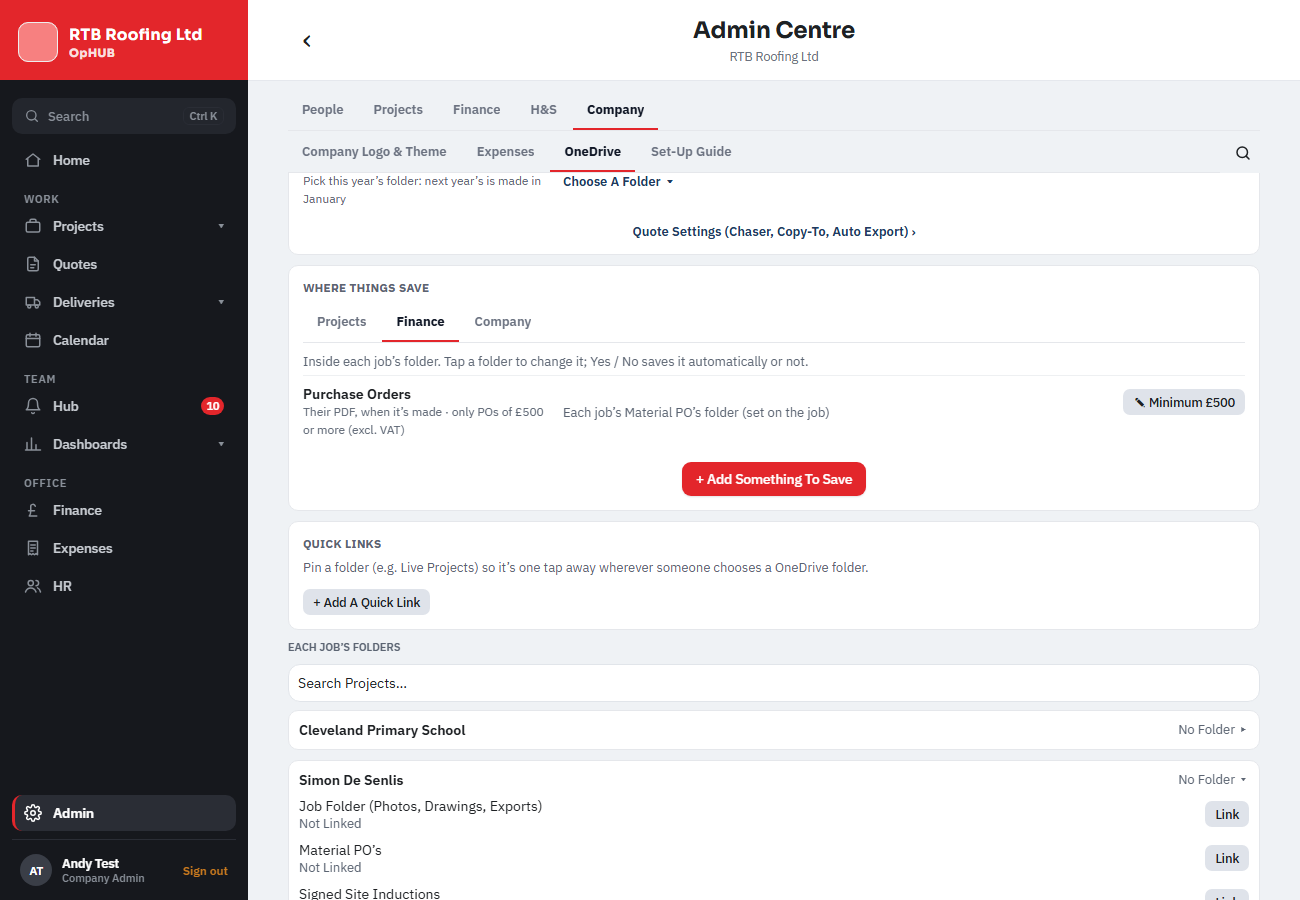 RTB Roofing Ltd
OpHUB
Search
Ctrl K
Home
WORK
Projects
Quotes
Deliveries
Calendar
TEAM
Hub
10
Dashboards
OFFICE
Finance
Expenses
HR
Admin
AT
Andy Test
Company Admin
Sign out
Admin Centre
RTB Roofing Ltd
People
Projects
Finance
H&S
Company
Company Logo & Theme
Expenses
OneDrive
Set-Up Guide
Pick this year’s folder: next year’s is made in
January
Choose A Folder
Quote Settings (Chaser, Copy-To, Auto Export) ›
WHERE THINGS SAVE
Projects
Finance
Company
Inside each job’s folder. Tap a folder to change it; Yes / No saves it automatically or not.
Purchase Orders
Their PDF, when it’s made · only POs of £500
or more (excl. VAT)
Each job’s Material PO’s folder (set on the job)
Minimum £500
+ Add Something To Save
QUICK LINKS
Pin a folder (e.g. Live Projects) so it’s one tap away wherever someone chooses a OneDrive folder.
+ Add A Quick Link
EACH JOB’S FOLDERS
Search Projects...
Cleveland Primary School
No Folder
Simon De Senlis
No Folder
Job Folder (Photos, Drawings, Exports)
Not Linked
Link
Material PO’s
Not Linked
Link
Signed Site Inductions
Link